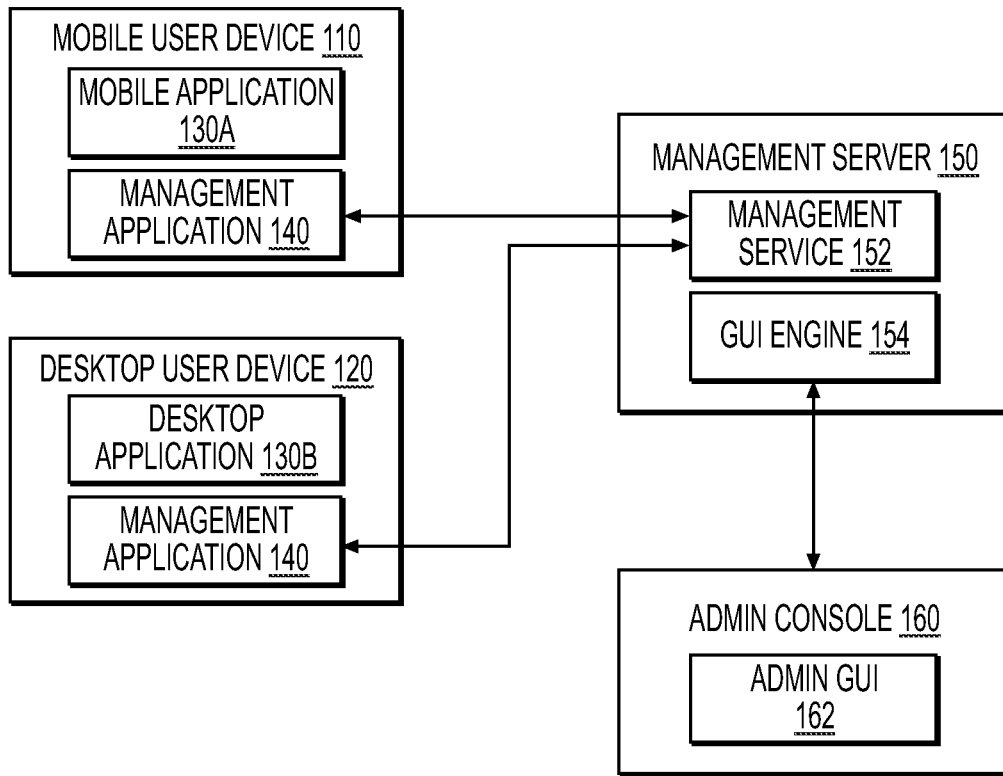 MOBILE USER DEVICE 110
MOBILE APPLICATION
130A
MANAGEMENT
APPLICATION 140
DESKTOP USER DEVICE 120
DESKTOP
APPLICATION 130B
MANAGEMENT
APPLICATION 140
MANAGEMENT SERVER 150
MANAGEMENT
SERVICE 152
GUI ENGINE 154
ADMIN CONSOLE 160
ADMIN GUI
162